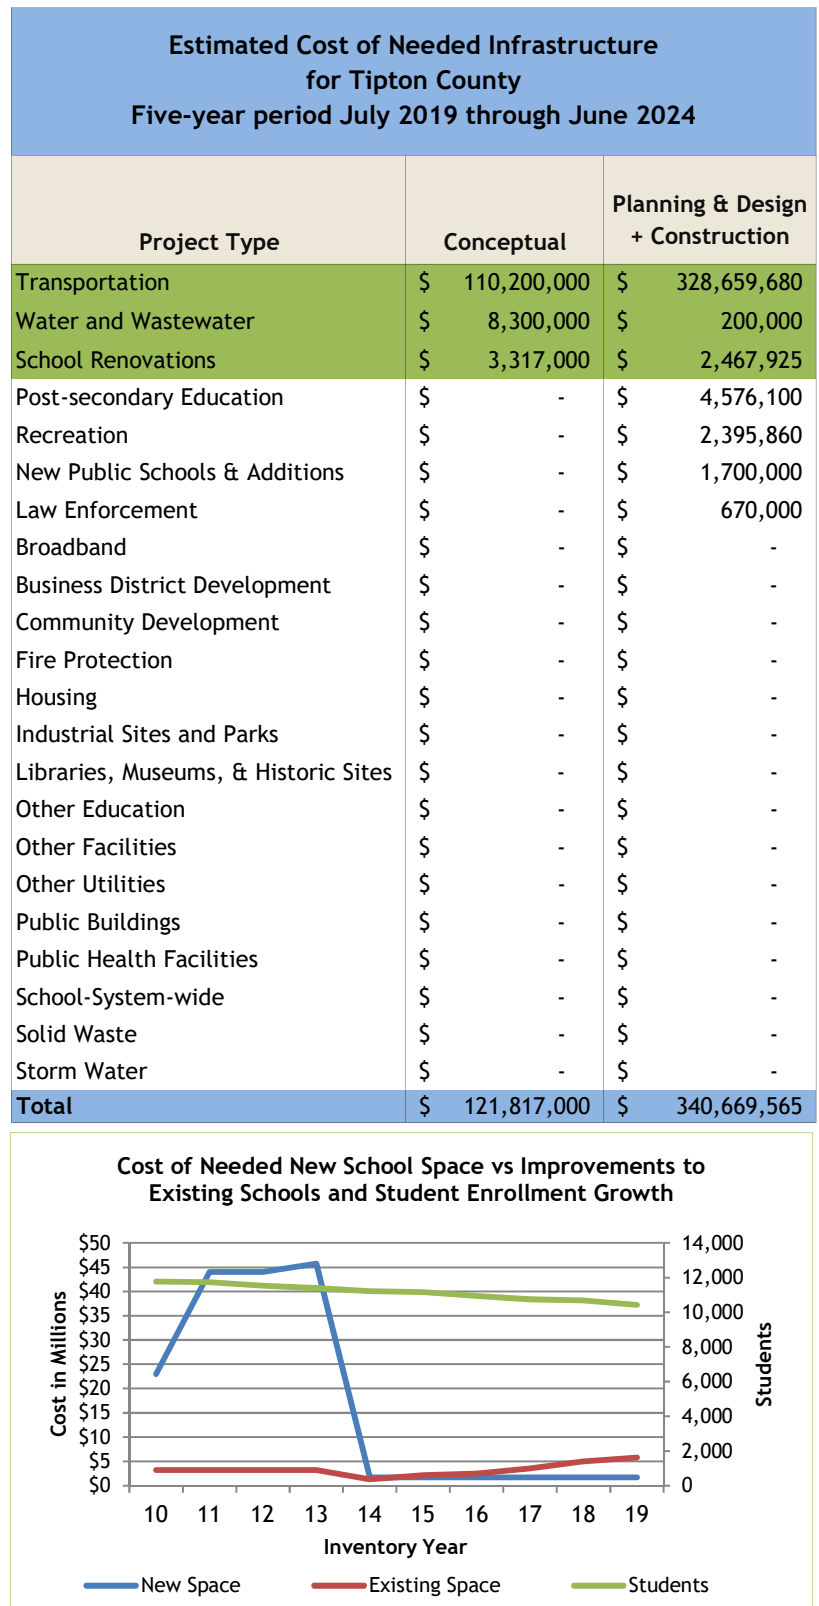 Estimated Cost of Needed Infrastructure
for Tipton County
Five-year period July 2019 through June 2024
Project Type Conceptual Planning & Design
+ Construction
Transportation $ 110,200,000 $ 328,659,680
Water and Wastewater $ 8,300,000 $ 200,000
School Renovations $ 3,317,000 $ 2,467,925
Post-secondary Education $ - $ 4,576,100
Recreation $ - $ 2,395,860
New Public Schools & Additions $ - $ 1,700,000
Law Enforcement $ - $ 670,000
Broadband $ - $ -
Business District Development $ - $ -
Community Development $ - $ -
Fire Protection $ - $ -
Housing $ - $ -
Industrial Sites and Parks $ - $ -
Libraries, Museums, & Historic Sites $ - $ -
Other Education $ - $ -
Other Facilities $ - $ -
Other Utilities $ - $ -
Public Buildings $ - $ -
Public Health Facilities $ - $ -
School-System-wide $ - $ -
Solid Waste $ - $ -
Storm Water $ - $ -
Total $ 121,817,000 $ 340,669,565
Cost of Needed New School Space vs Improvements to
Existing Schools and Student Enrollment Growth
Cost in Millions
$50
$45
$40
$35
$30
$25
$20
$15
$10
$5
$0
14,000
12,000
10,000
8,000
6,000
4,000
2,000
0
Students
10 11 12 13 14 15 16 17 18 19
Inventory Year
New Space Existing Space Students